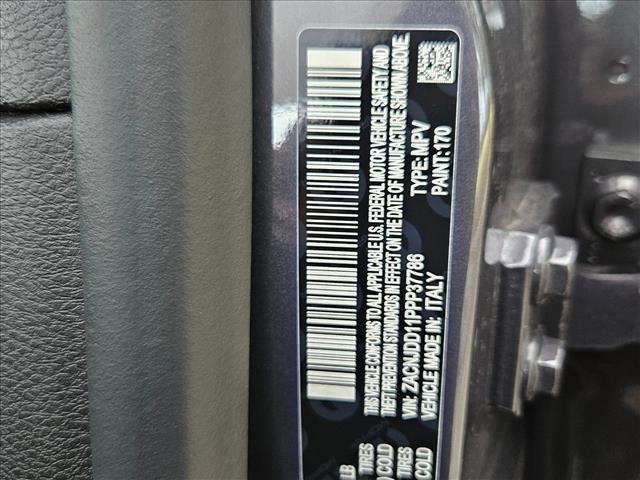 LB
TIRES
COLD
TIRES
COLD
THIS VEHICLE CONFORMS TO ALL APPLICABLE U.S. FEDERAL MOTOR VEHICLE SAFETY AND
THEFT PREVENTION STANDARDS IN EFFECT ON THE DATE OF MANUFACTURE SHOWN ABOVE.
VIN: ZACNJDD11PPP37786 TYPE: MPV
VEHICLE MADE IN: ITALY PAINT: 170